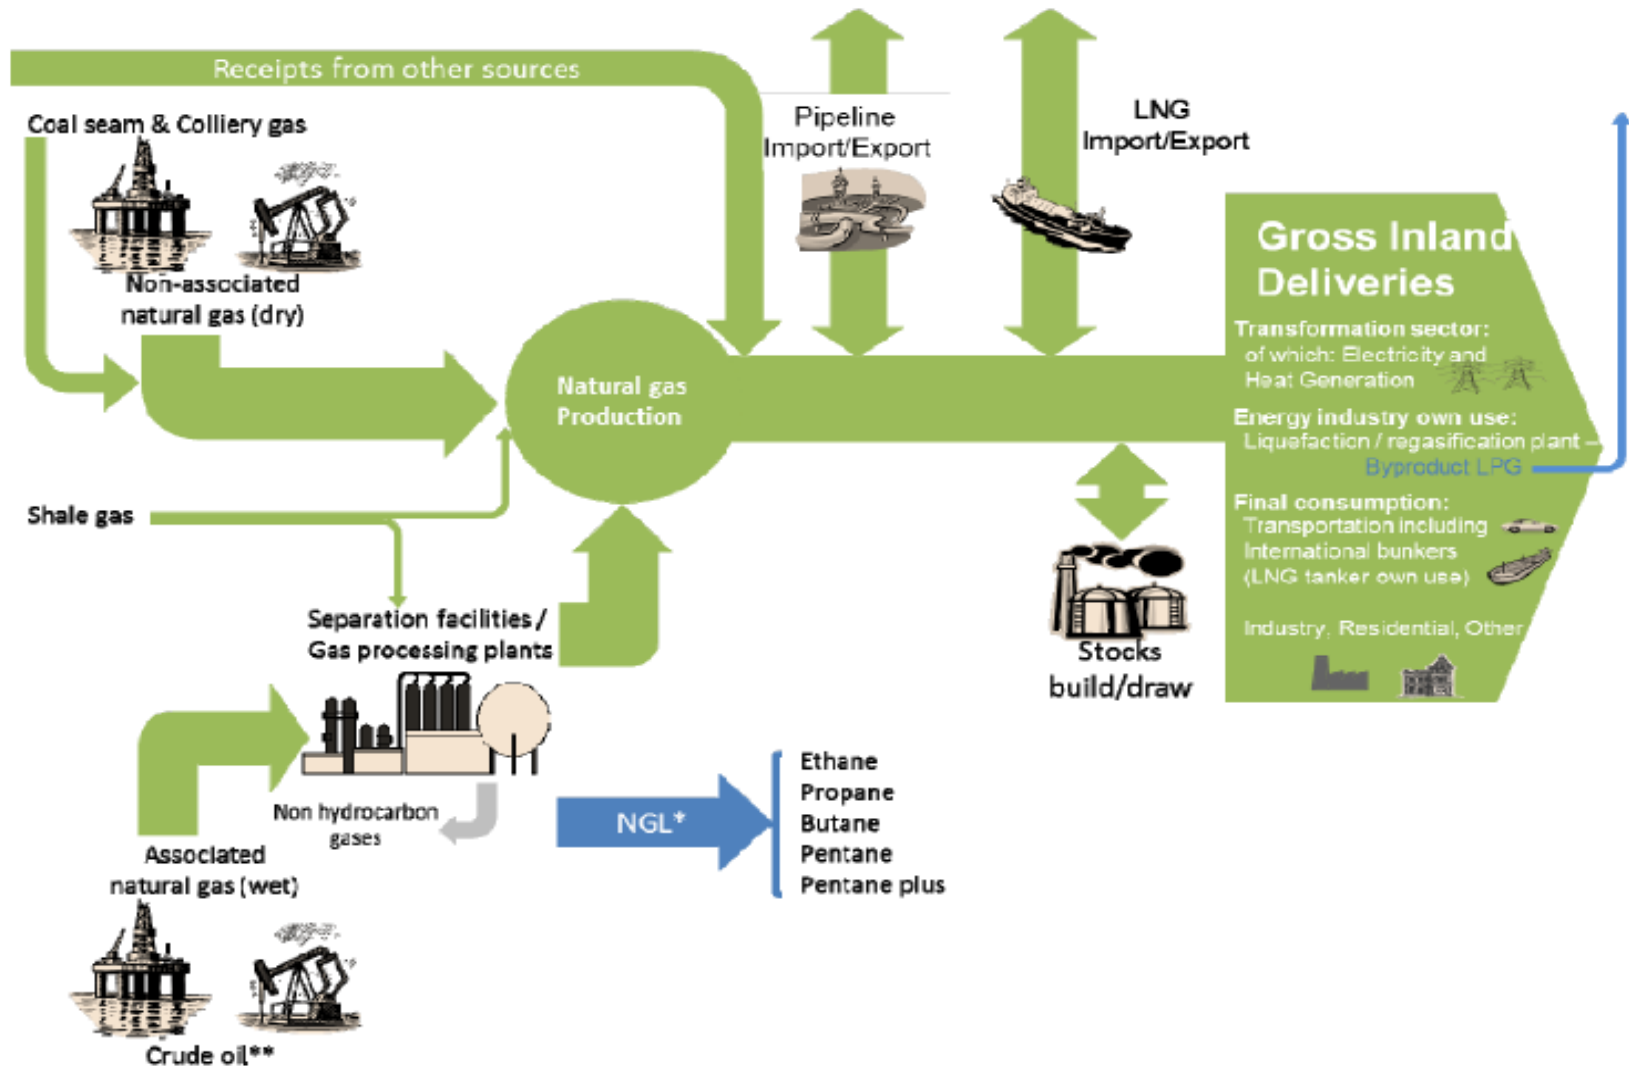 Receipts from other sources
Coal seam & Colliery gas
Non-associated
natural gas (dry)
Pipeline
Import/Export
LNG
Import/Export
Natural gas
Production
Shale gas
Separation facilities /
Gas processing plants
Non hydrocarbon
gases
Associated
natural gas (wet)
Crude oil**
NGL*
Ethane
Propane
Butane
Pentane
Pentane plus
Stocks
build/draw
Gross Inland
Deliveries
Transformation sector:
of which: Electricity and
Heat Generation
Energy industry own use:
Liquefaction / regasification plant –
Byproduct LPG
Final consumption:
Transportation including
International bunkers
(LNG tanker own use)
Industry, Residential, Other